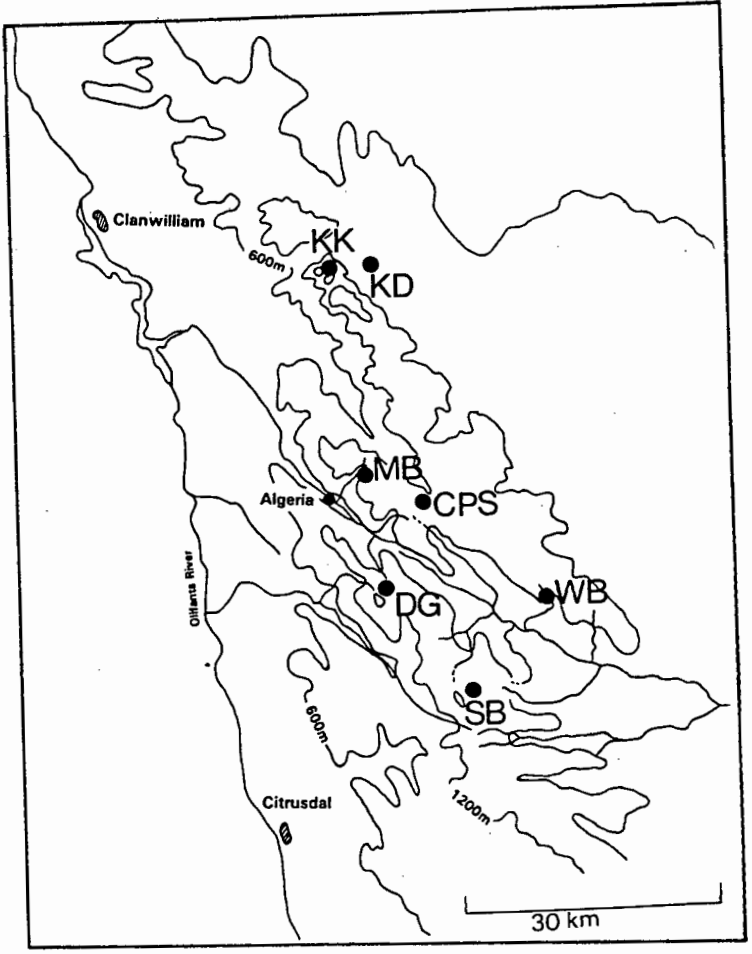 Clanwilliam
KK
600m
KD
MB
Algeria
CPS
Olifants River
WB
DG
SB
600m
1200m
Citrusdal
30 km